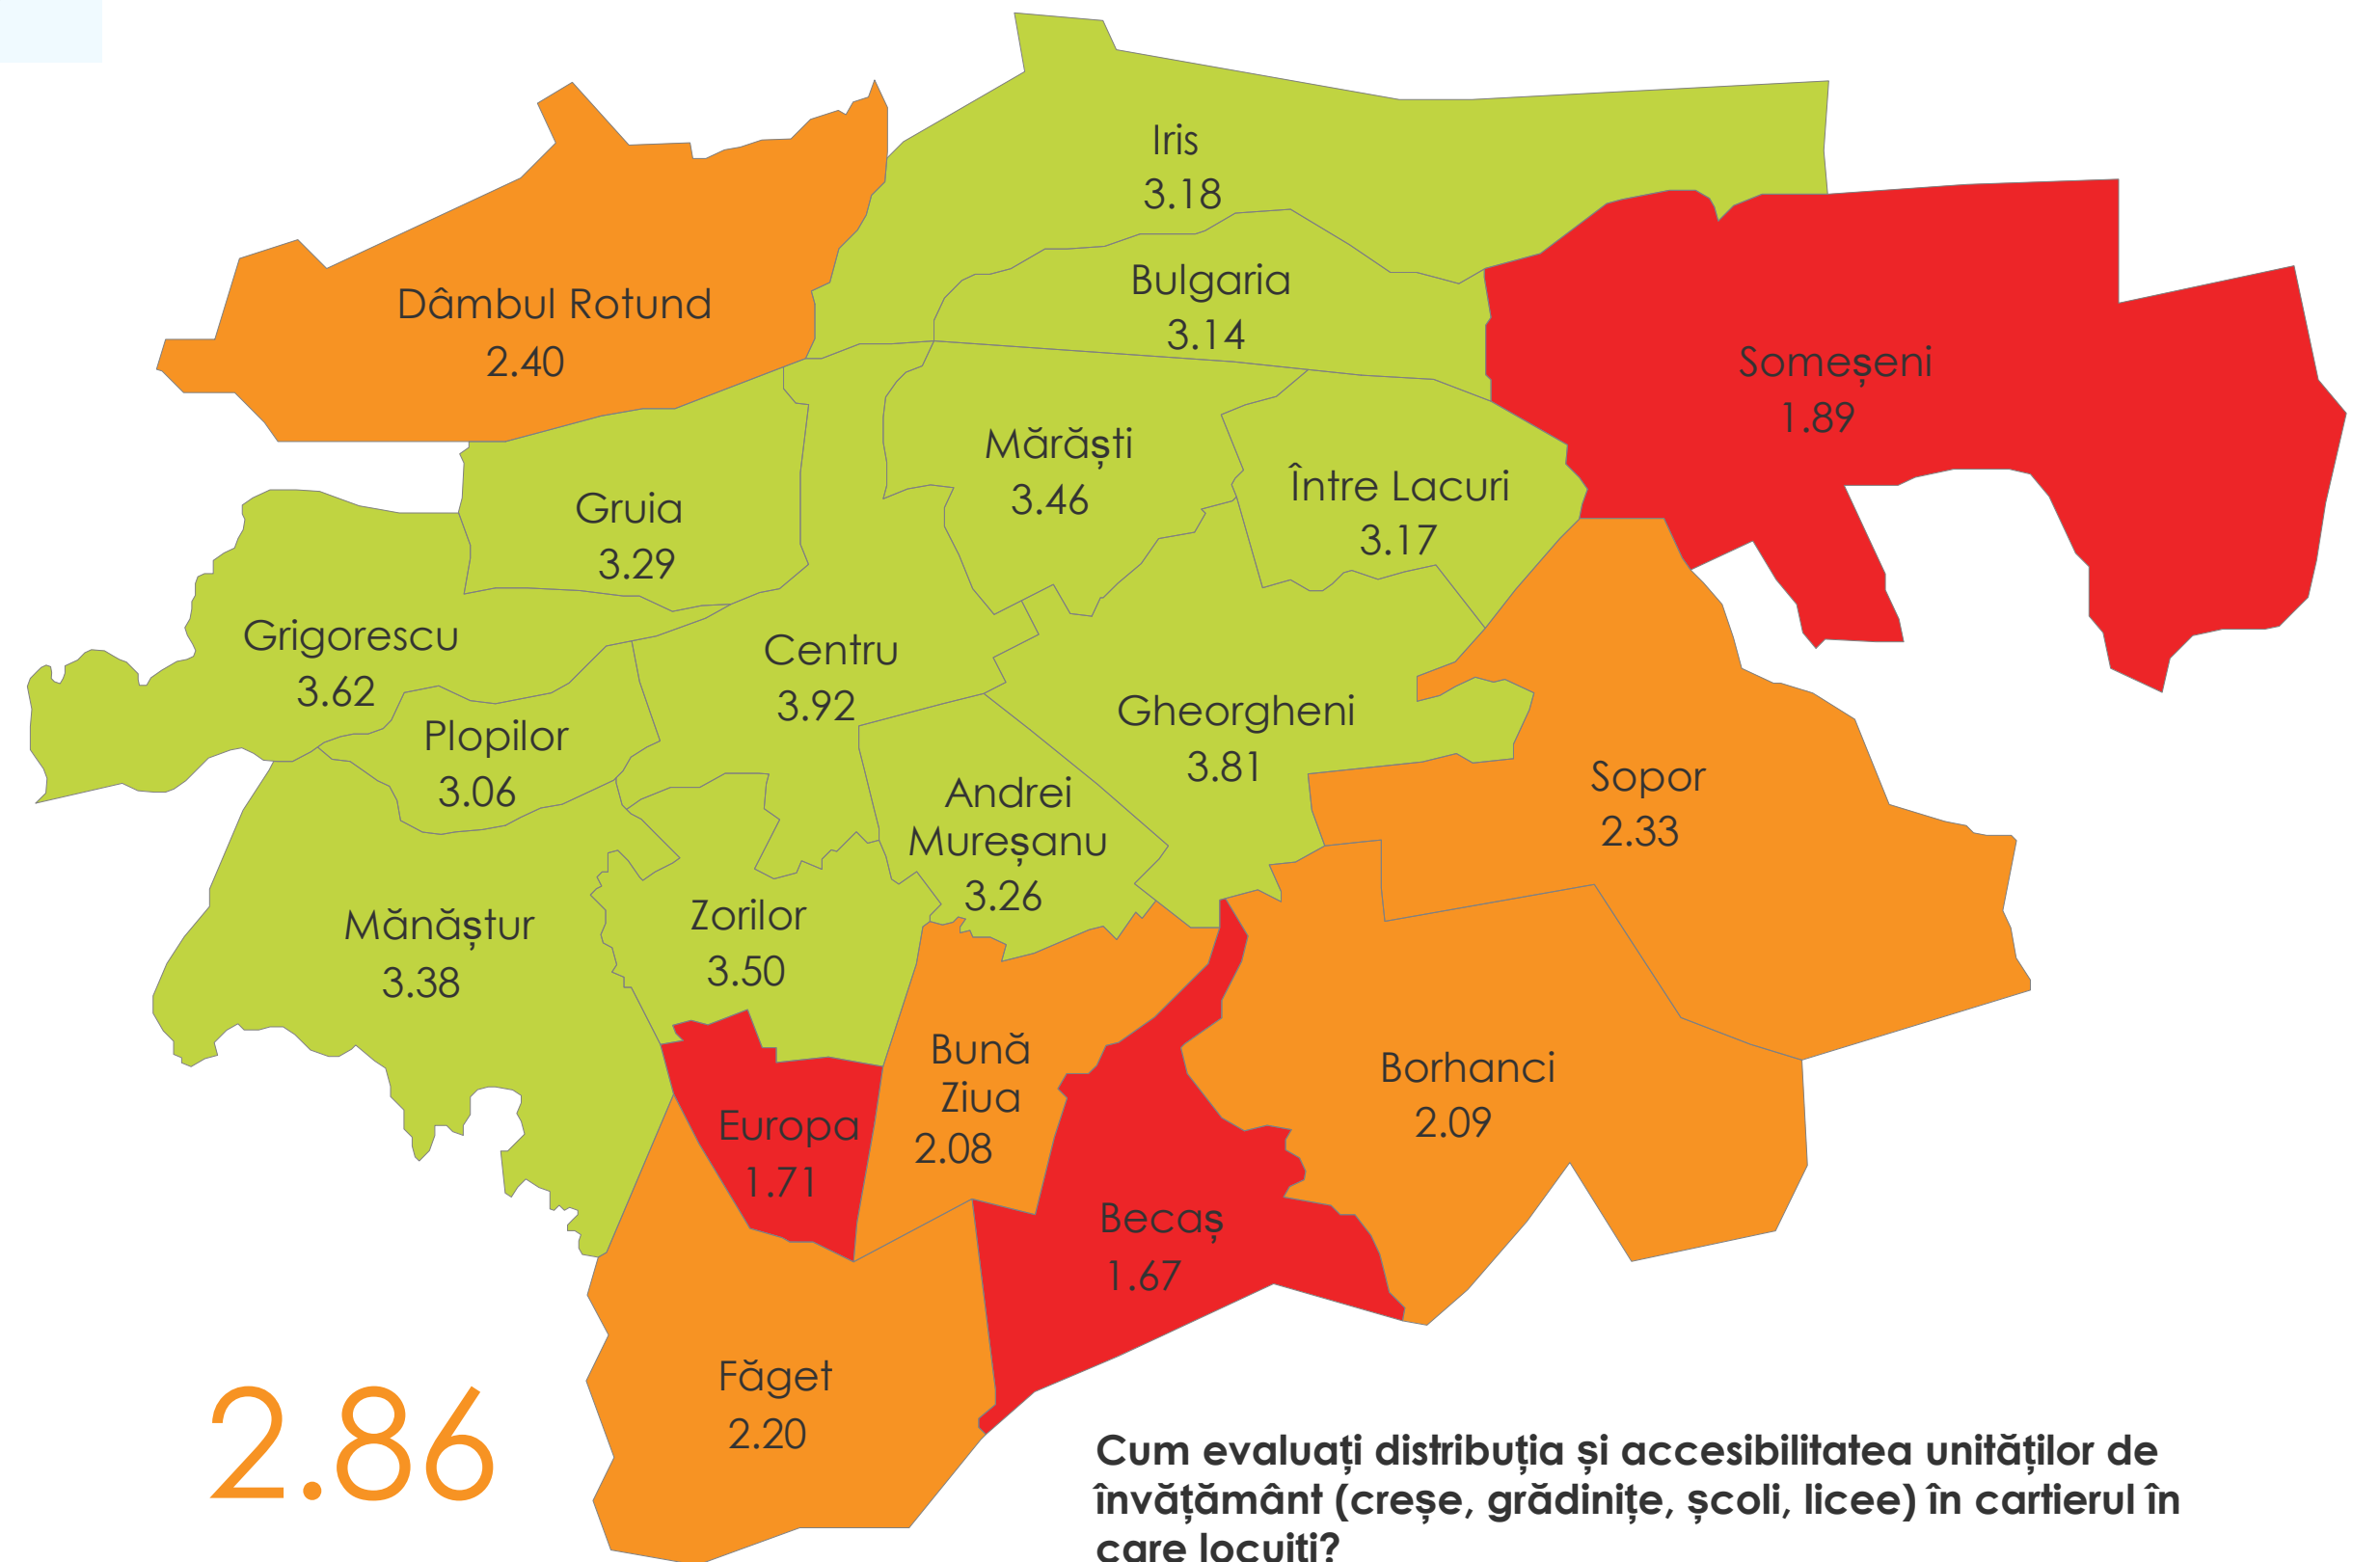 Iris
3.18
Bulgaria
3.14
Dâmbul Rotund
2.40
Someșeni
1.89
Mărăști
3.46
Între Lacuri
3.17
Gruia
3.29
Grigorescu
3.62
Centru
3.92
Gheorgheni
3.81
Plopilor
3.06
Andrei
Mureșanu
3.26
Sopor
2.33
Mănăștur
3.38
Zorilor
3.50
Bună
Ziua
2.08
Borhanci
2.09
Europa
1.71
Becaș
1.67
Făget
2.20
2.86
Cum evaluați distribuția și accesibilitatea unităților de
învățământ (creșe, grădinițe, școli, licee) în cartierul în
care locuiți?